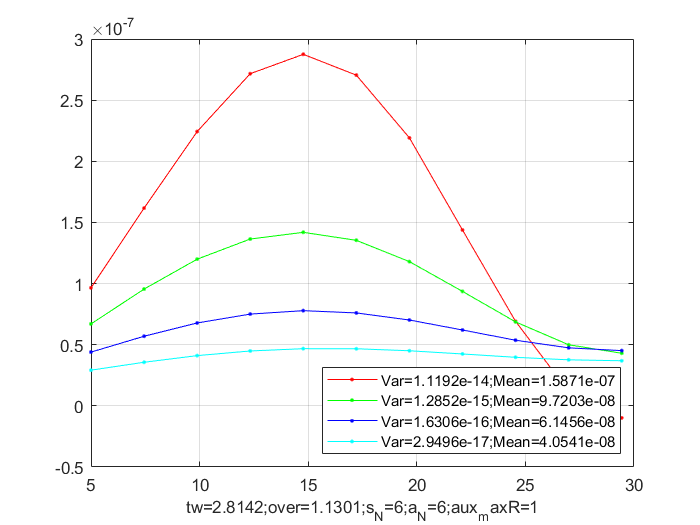 ×10⁻⁷
3
2.5
2
1.5
1
0.5
0
-0.5
5 10 15 20 25 30
Var=1.1192e-14;Mean=1.5871e-07
Var=1.2852e-15;Mean=9.7203e-08
Var=1.6306e-16;Mean=6.1456e-08
Var=2.9496e-17;Mean=4.0541e-08
tw=2.8142;over=1.1301;s_N=6;a_N=6;aux_maxR=1